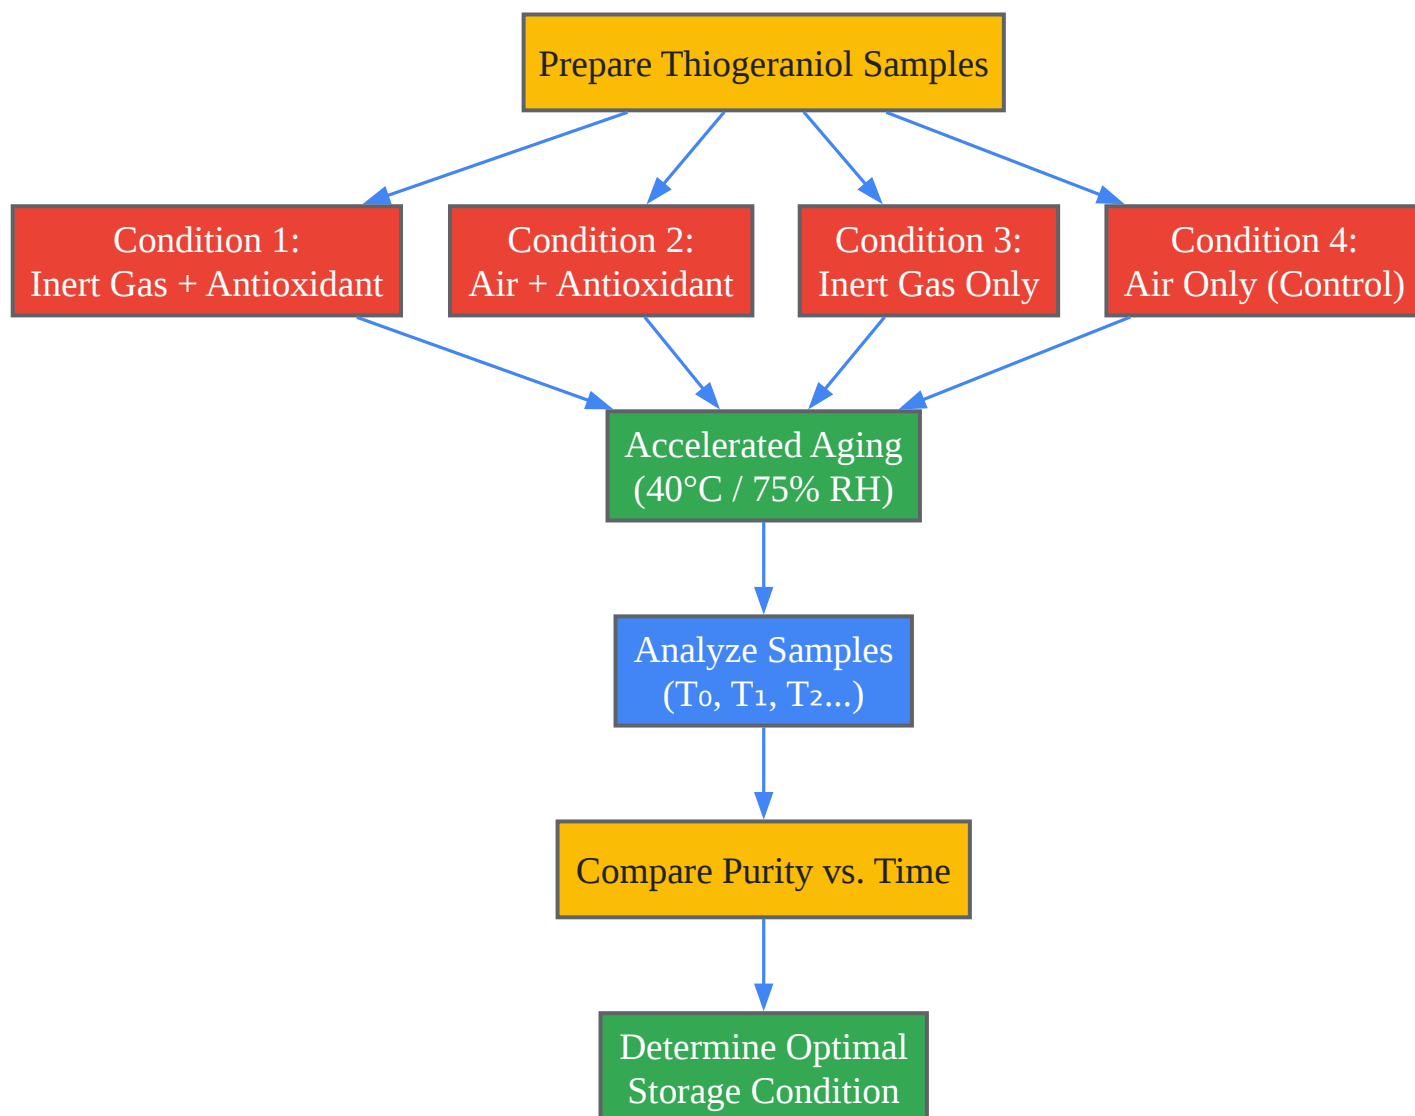 Prepare Thiogeraniol Samples
Condition 1:
Inert Gas + Antioxidant
Condition 2:
Air + Antioxidant
Condition 3:
Inert Gas Only
Condition 4:
Air Only (Control)
Accelerated Aging
(40°C / 75% RH)
Analyze Samples
(T₀, T₁, T₂...)
Compare Purity vs. Time
Determine Optimal
Storage Condition